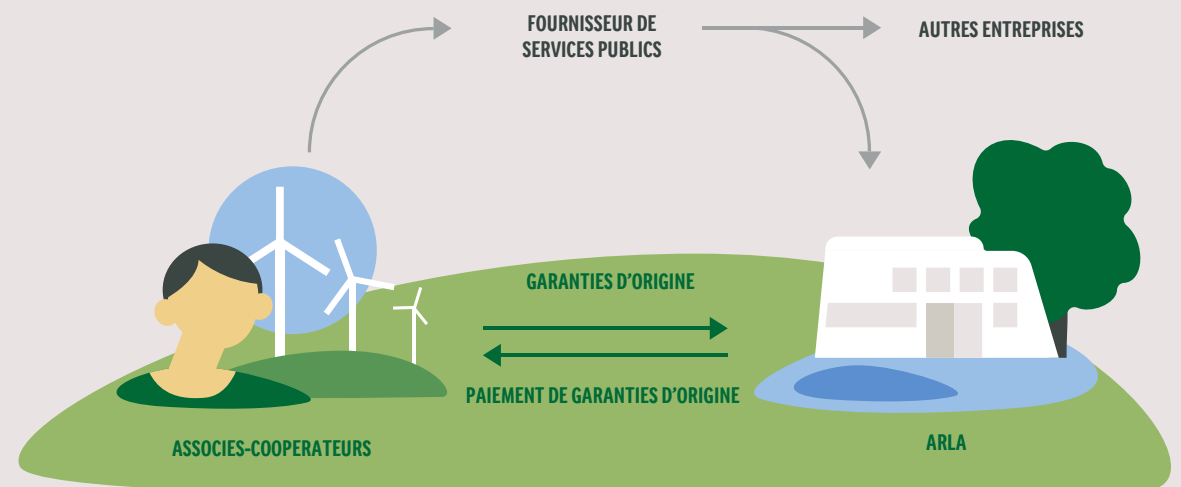 FOURNISSEUR DE
SERVICES PUBLICS
AUTRES ENTREPRISES
GARANTIES D'ORIGINE
PAIEMENT DE GARANTIES D'ORIGINE
ASSOCIES-COOPERATEURS
ARLA